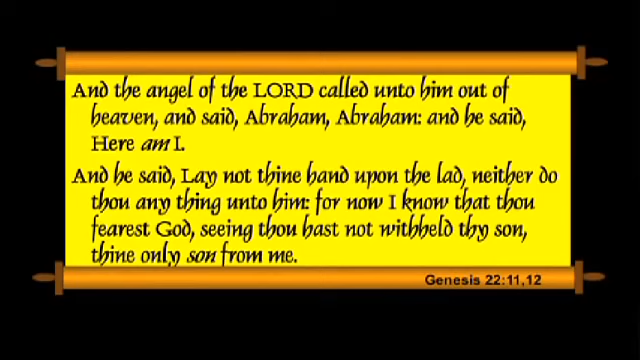 And the angel of the LORD called unto him out of
heaven, and said, Abraham, Abraham: and he said,
Here am I.
And he said, Lay not thine hand upon the lad, neither do
thou any thing unto him: for now I know that thou
fearest God, seeing thou hast not withheld thy son,
thine only son from me.
Genesis 22:11,12